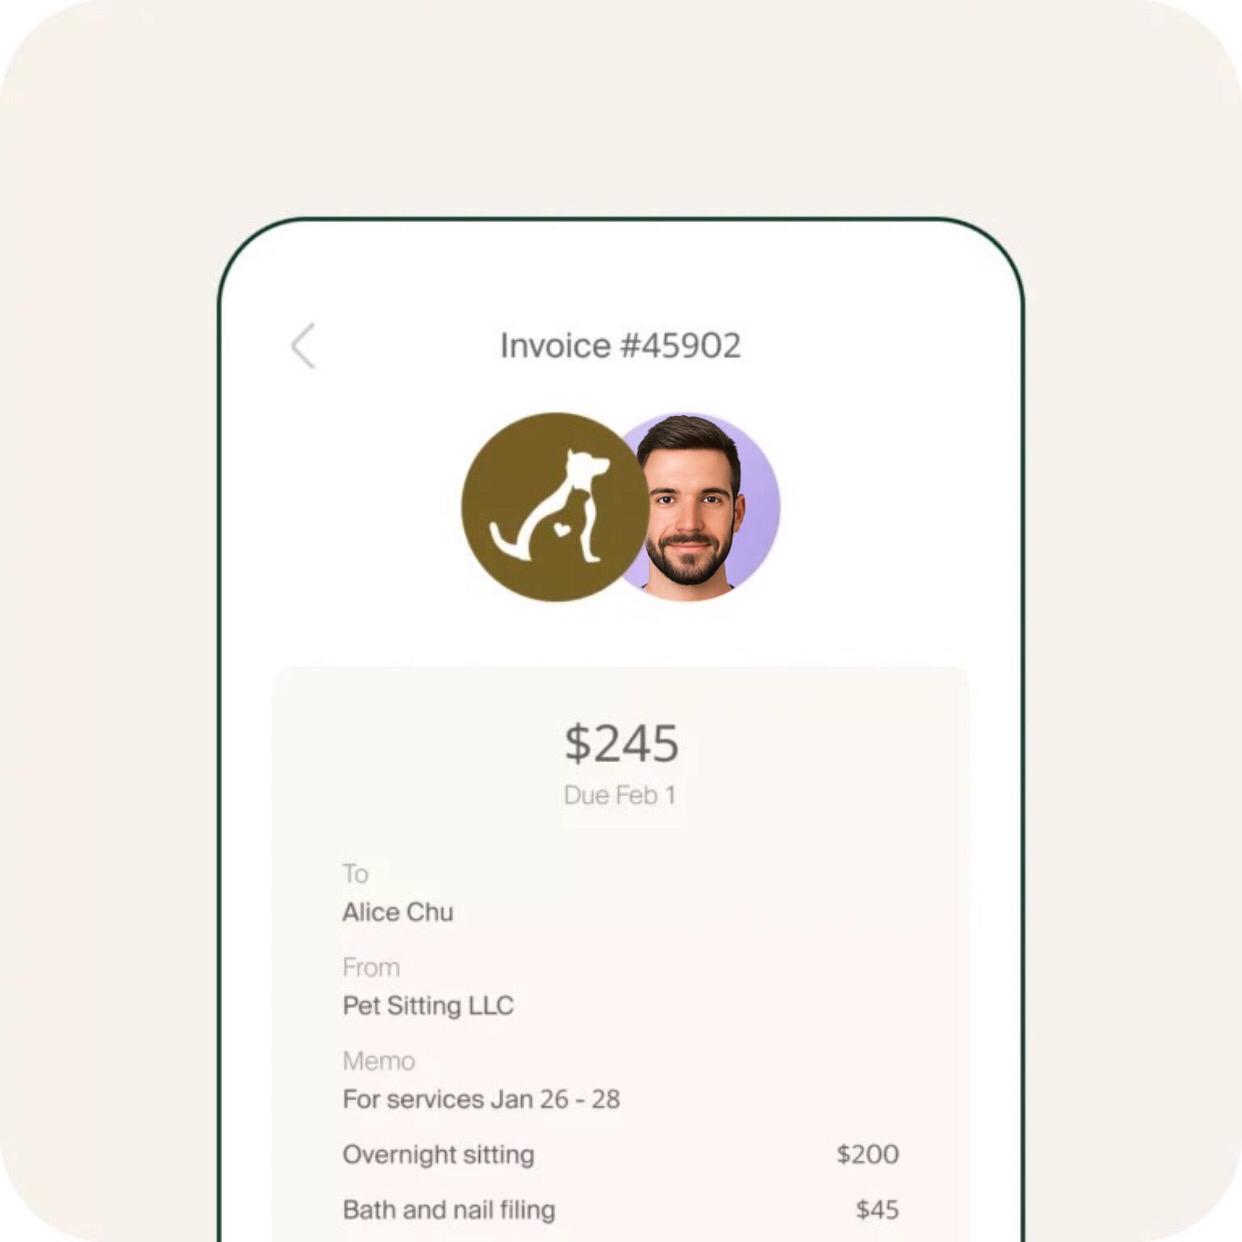 Invoice #45902
$245
Due Feb 1
To
Alice Chu
From
Pet Sitting LLC
Memo
For services Jan 26 - 28
Overnight sitting $200
Bath and nail filing $45